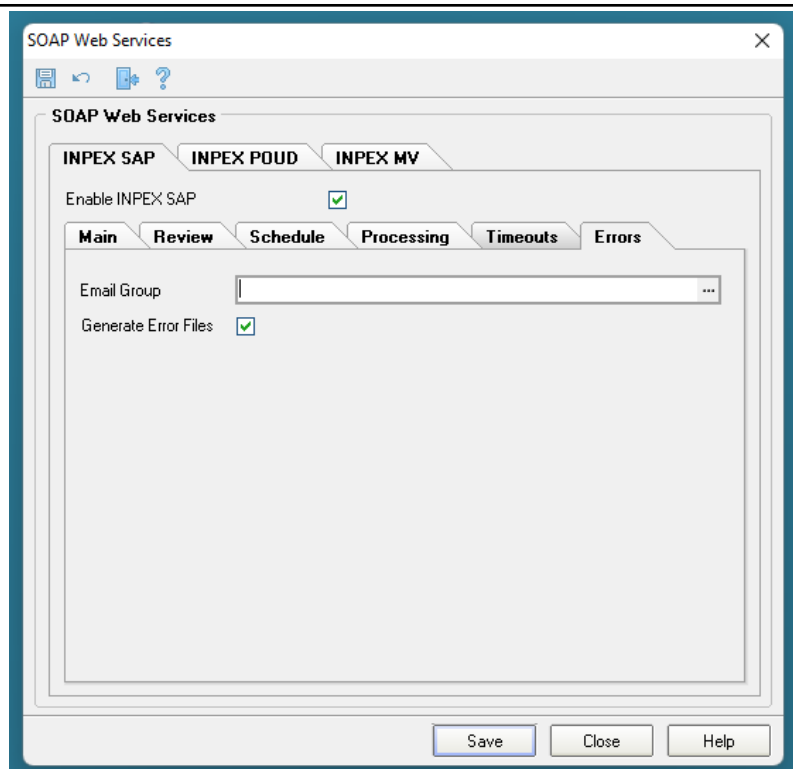 SOAP Web Services
SOAP Web Services
INPEX SAP INPEX POUD INPEX MV
Enable INPEX SAP
Main Review Schedule Processing Timeouts Errors
Email Group ...
Generate Error Files
Save Close Help